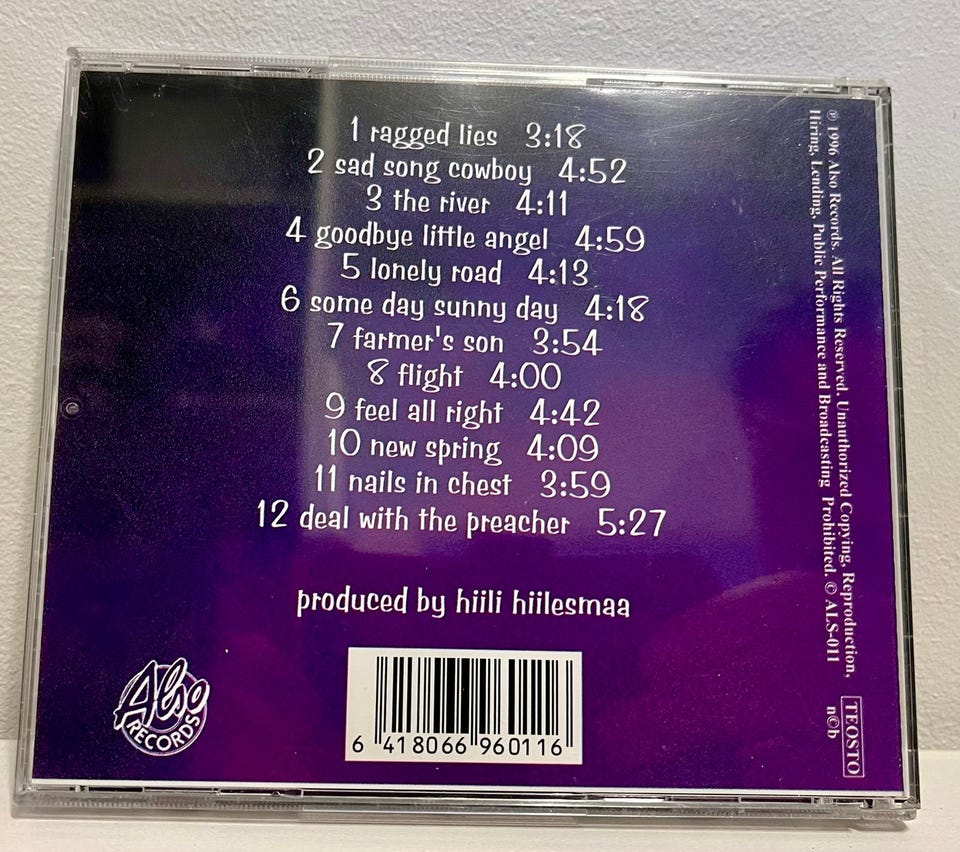 1 ragged lies 3:18
2 sad song cowboy 4:52
3 the river 4:11
4 goodbye little angel 4:59
5 lonely road 4:13
6 some day sunny day 4:18
7 farmer's son 3:54
8 flight 4:00
9 feel all right 4:42
10 new spring 4:09
11 nails in chest 3:59
12 deal with the preacher 5:27
produced by hiili hiilesmaa
Also
RECORDS
6 418066 960116
℗ 1996 Also Records. All Rights Reserved. Unauthorized Copying, Reproduction,
Hiring, Lending, Public Performance and Broadcasting Prohibited. © ALS-011
TEOSTO
n©b